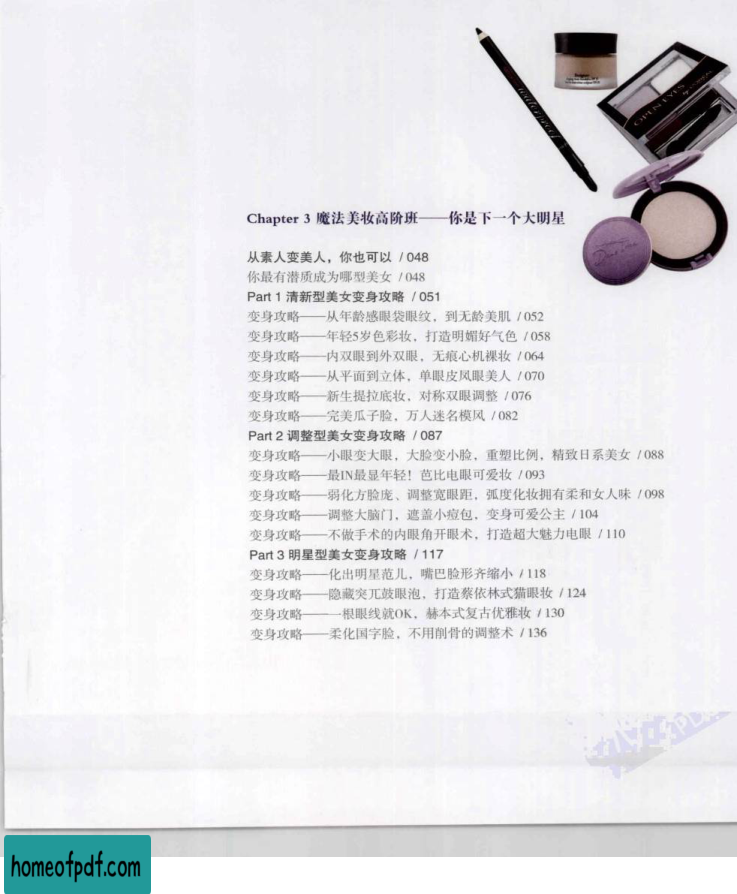 waterproof
OPEN EYES
Chapter 3 魔法美妆高阶班——你是下一个大明星
从素人变美人，你也可以 / 048
你最有潜质成为哪型美女 / 048
Part 1 清新型美女变身攻略 / 051
变身攻略——从年龄感眼袋眼纹，到无龄美肌 / 052
变身攻略——年轻5岁色彩妆，打造明媚好气色 / 058
变身攻略——内双眼到外双眼，无痕心机裸妆 / 064
变身攻略——从平面到立体，单眼皮凤眼美人 / 070
变身攻略——新生提拉底妆，对称双眼调整 / 076
变身攻略——完美瓜子脸，万人迷名模风 / 082
Part 2 调整型美女变身攻略 / 087
变身攻略——小眼变大眼，大脸变小脸，重塑比例，精致日系美女 / 088
变身攻略——最IN最显年轻！芭比电眼可爱妆 / 093
变身攻略——弱化方脸庞、调整宽眼距，弧度化妆拥有柔和女人味 / 098
变身攻略——调整大脑门，遮盖小痘包，变身可爱公主 / 104
变身攻略——不做手术的内眼角开眼术，打造超大魅力电眼 / 110
Part 3 明星型美女变身攻略 / 117
变身攻略——化出明星范儿，嘴巴脸形齐缩小 / 118
变身攻略——隐藏突兀鼓眼泡，打造蔡依林式猫眼妆 / 124
变身攻略——一根眼线就OK，赫本式复古优雅妆 / 130
变身攻略——柔化国字脸，不用削骨的调整术 / 136
homeofpdf.com